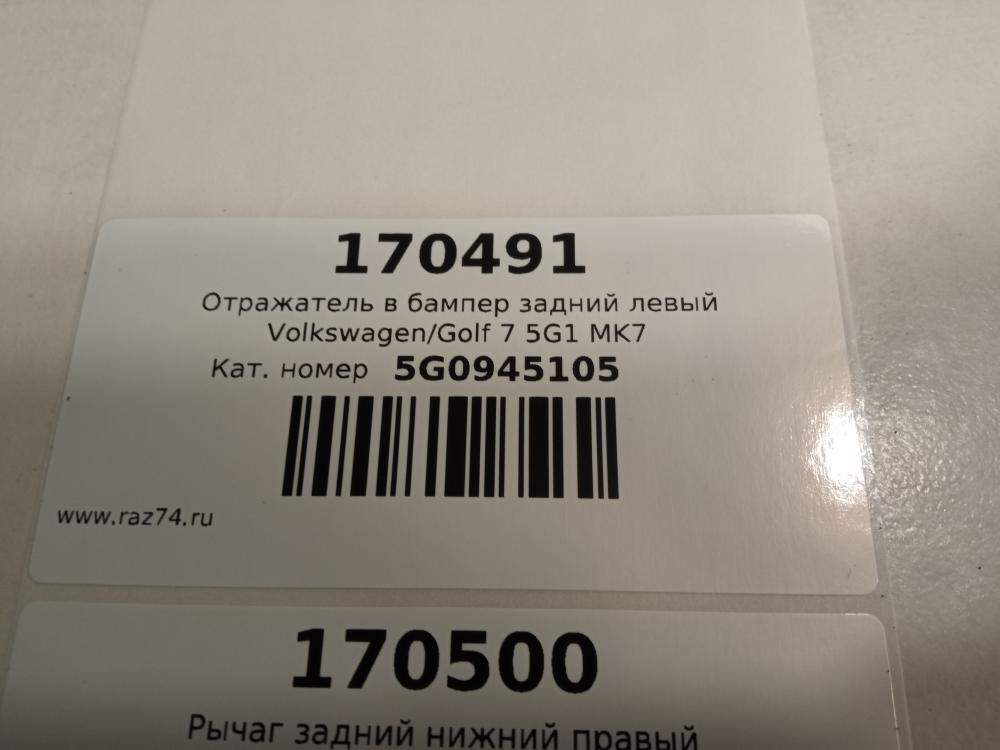 170491
Отражатель в бампер задний левый
Volkswagen/Golf 7 5G1 MK7
Кат. номер 5G0945105
www.raz74.ru
170500
Рычаг задний нижний правый